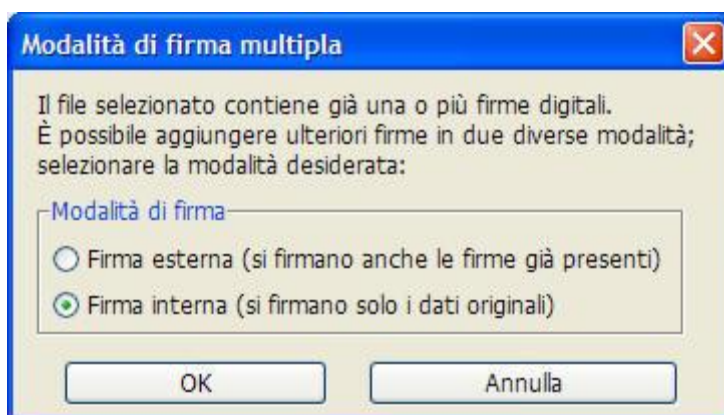 Modalità di firma multipla
Il file selezionato contiene già una o più firme digitali.
È possibile aggiungere ulteriori firme in due diverse modalità;
selezionare la modalità desiderata:
Modalità di firma
Firma esterna (si firmano anche le firme già presenti)
Firma interna (si firmano solo i dati originali)
OK Annulla